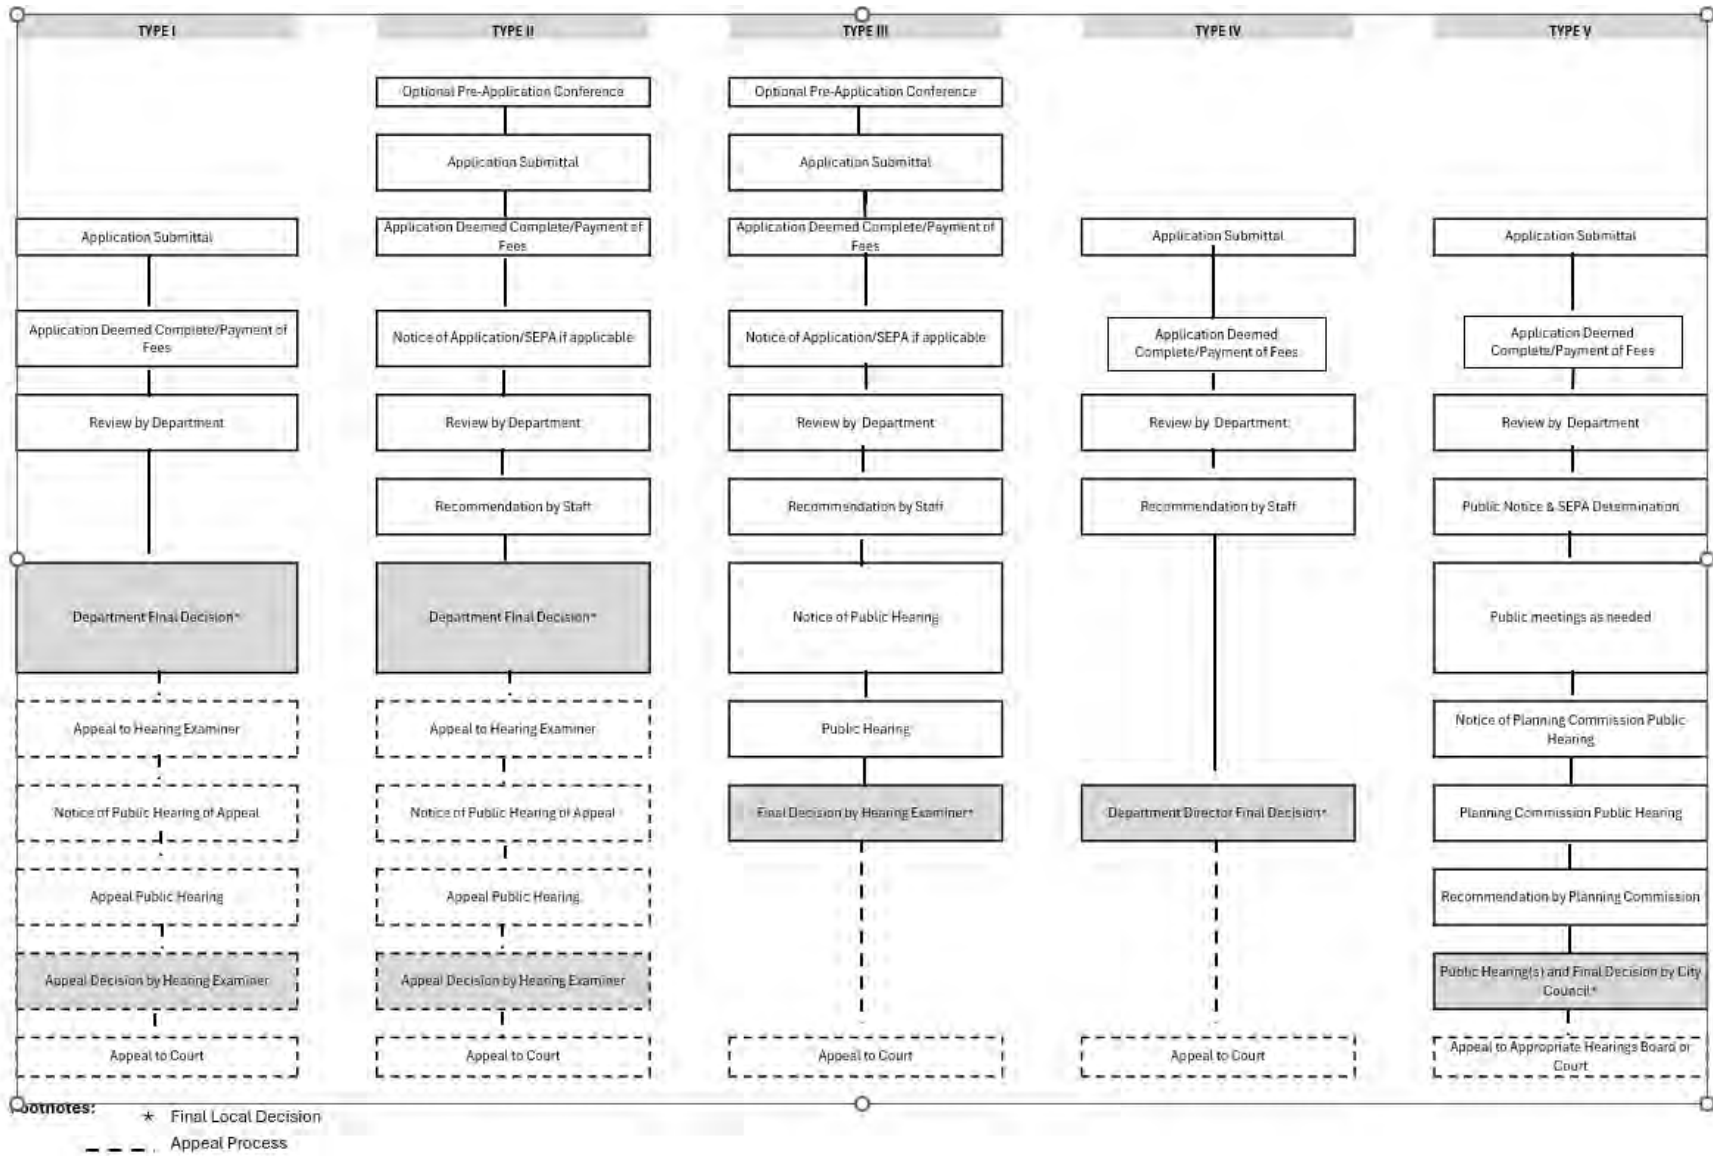 TYPE I
TYPE II
TYPE III
TYPE IV
TYPE V
Optional Pre-Application Conference
Optional Pre-Application Conference
Application Submittal
Application Submittal
Application Submittal
Application Deemed Complete/Payment of
Fees
Application Deemed Complete/Payment of
Fees
Application Submittal
Application Submittal
Application Deemed Complete/Payment of
Fees
Notice of Application/SEPA if applicable
Notice of Application/SEPA if applicable
Application Deemed
Complete/Payment of Fees
Application Deemed
Complete/Payment of Fees
Review by Department
Review by Department
Review by Department
Review by Department
Review by Department
Recommendation by Staff
Recommendation by Staff
Recommendation by Staff
Public Notice & SEPA Determination
Department Final Decision*
Department Final Decision*
Notice of Public Hearing
Public meetings as needed
Appeal to Hearing Examiner
Appeal to Hearing Examiner
Public Hearing
Notice of Planning Commission Public
Hearing
Notice of Public Hearing of Appeal
Notice of Public Hearing of Appeal
Final Decision by Hearing Examiner*
Department Director Final Decision*
Planning Commission Public Hearing
Appeal Public Hearing
Appeal Public Hearing
Recommendation by Planning Commission
Appeal Decision by Hearing Examiner
Appeal Decision by Hearing Examiner
Public Hearing(s) and Final Decision by City
Council*
Appeal to Court
Appeal to Court
Appeal to Court
Appeal to Court
Appeal to Appropriate Hearings Board or
Court
Footnotes:
* Final Local Decision
Appeal Process